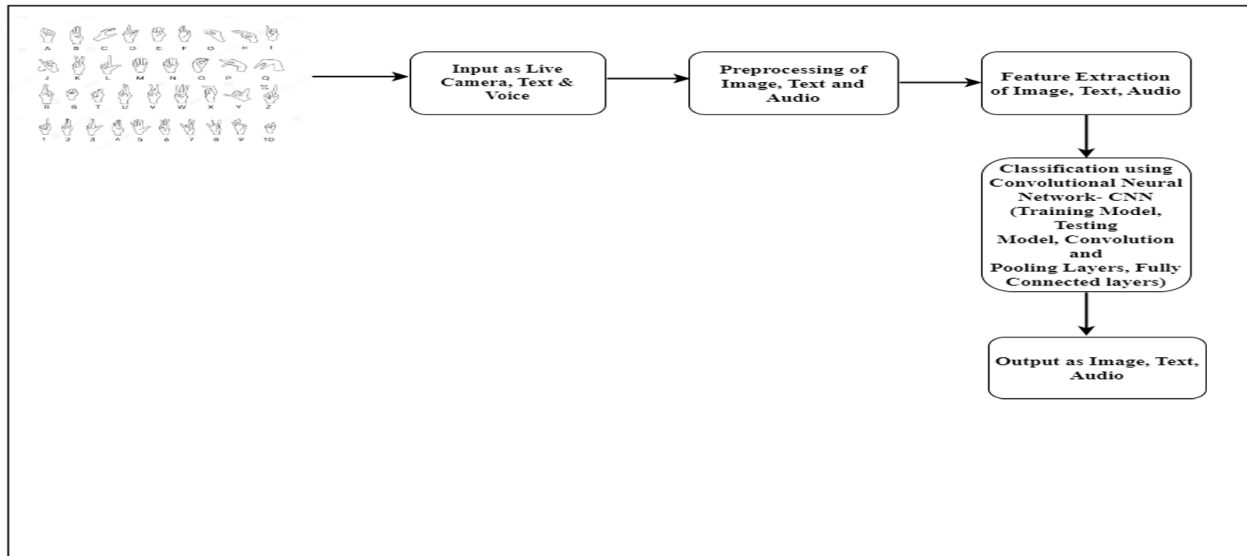 A B C D E F G H I
J K L M N O P Q
R S T U V W X Y Z
1 2 3 4 5 6 7 8 9 10
Input as Live
Camera, Text &
Voice
Preprocessing of
Image, Text and
Audio
Feature Extraction
of Image, Text, Audio
Classification using
Convolutional Neural
Network- CNN
(Training Model,
Testing
Model, Convolution
and
Pooling Layers, Fully
Connected layers)
Output as Image, Text,
Audio